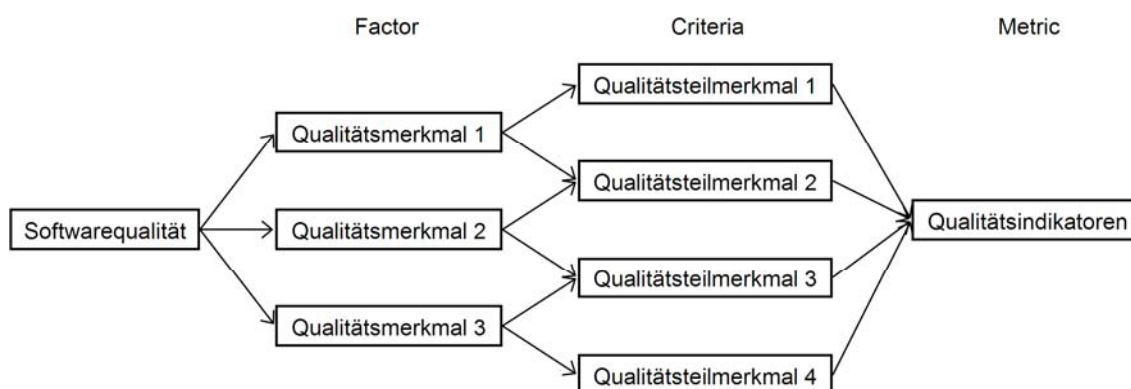 Factor
Criteria
Metric
Qualitätsteilmerkmal 1
Qualitätsmerkmal 1
Qualitätsteilmerkmal 2
Softwarequalität
Qualitätsmerkmal 2
Qualitätsindikatoren
Qualitätsteilmerkmal 3
Qualitätsmerkmal 3
Qualitätsteilmerkmal 4